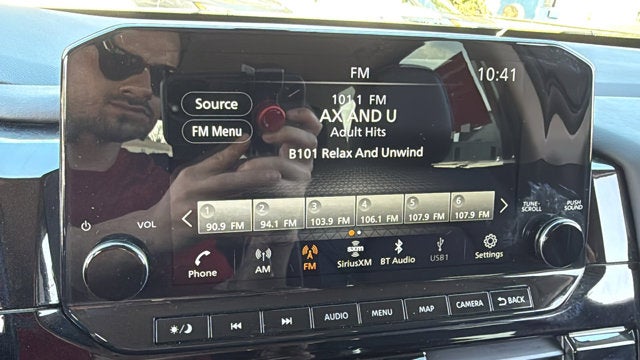 FM
10:41
Source
101.1 FM
AX AND U
FM Menu
Adult Hits
B101 Relax And Unwind
1 2 3 4 5 6
90.9 FM 94.1 FM 103.9 FM 106.1 FM 107.9 FM 107.9 FM
VOL
TUNE-SCROLL
PUSH SOUND
Phone
AM
FM
sxm
SiriusXM
BT Audio
USB1
Settings
AUDIO
MENU
MAP
CAMERA
BACK